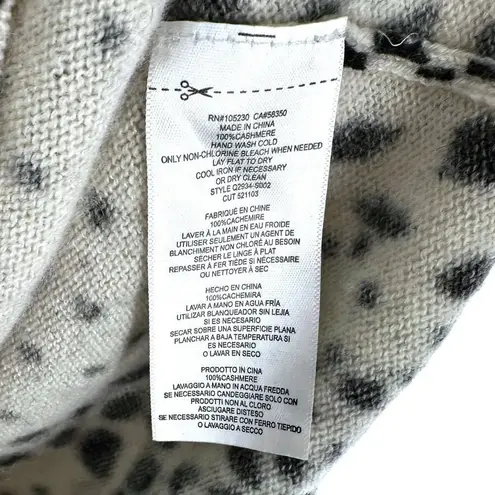 RN#105230 CA#58350
MADE IN CHINA
100%CASHMERE
HAND WASH COLD
ONLY NON-CHLORINE BLEACH WHEN NEEDED
LAY FLAT TO DRY
COOL IRON IF NECESSARY
OR DRY CLEAN
STYLE Q2934-S002
CUT 521103
FABRIQUÉ EN CHINE
100%CACHEMIRE
LAVER À LA MAIN EN EAU FROIDE
UTILISER SEULEMENT UN AGENT DE
BLANCHIMENT NON CHLORÉ AU BESOIN
SÉCHER LE LINGE À PLAT
REPASSER À FER TIÈDE SI NÉCESSAIRE
OU NETTOYER À SEC
HECHO EN CHINA
100%CACHEMIRA
LAVAR A MANO EN AGUA FRÍA
UTILIZAR BLANQUEADOR SIN LEJIA
SI ES NECESARIO
SECAR SOBRE UNA SUPERFICIE PLANA
PLANCHAR A BAJA TEMPERATURA SI
ES NECESARIO
O LAVAR EN SECO
PRODOTTO IN CINA
100%CASHMERE
LAVAGGIO A MANO IN ACQUA FREDDA
SE NECESSARIO CANDEGGIARE SOLO CON
PRODOTTI NON AL CLORO
ASCIUGARE DISTESO
SE NECESSARIO STIRARE CON FERRO TIEPIDO
O LAVAGGIO A SECCO